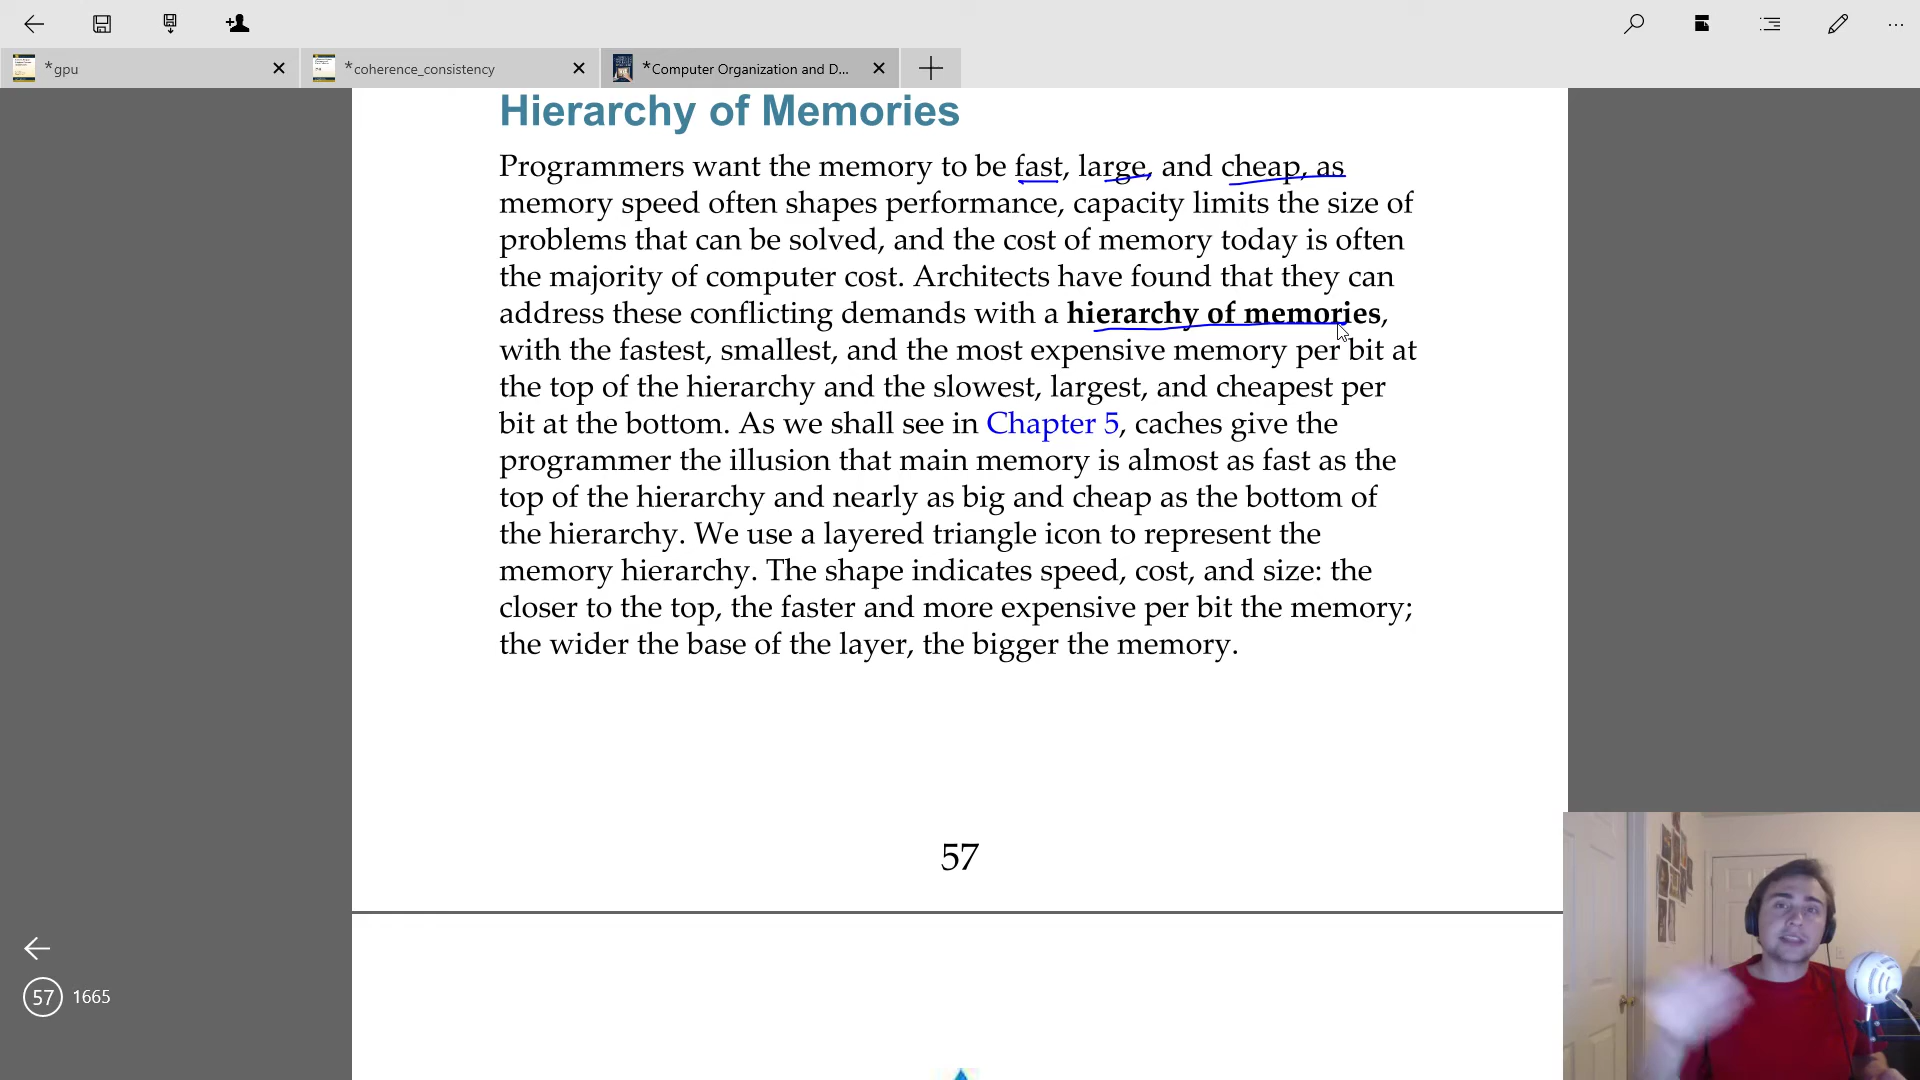 *gpu
*coherence_consistency
*Computer Organization and D...
Hierarchy of Memories
Programmers want the memory to be fast, large, and cheap, as
memory speed often shapes performance, capacity limits the size of
problems that can be solved, and the cost of memory today is often
the majority of computer cost. Architects have found that they can
address these conflicting demands with a hierarchy of memories,
with the fastest, smallest, and the most expensive memory per bit at
the top of the hierarchy and the slowest, largest, and cheapest per
bit at the bottom. As we shall see in Chapter 5, caches give the
programmer the illusion that main memory is almost as fast as the
top of the hierarchy and nearly as big and cheap as the bottom of
the hierarchy. We use a layered triangle icon to represent the
memory hierarchy. The shape indicates speed, cost, and size: the
closer to the top, the faster and more expensive per bit the memory;
the wider the base of the layer, the bigger the memory.
57
57 1665